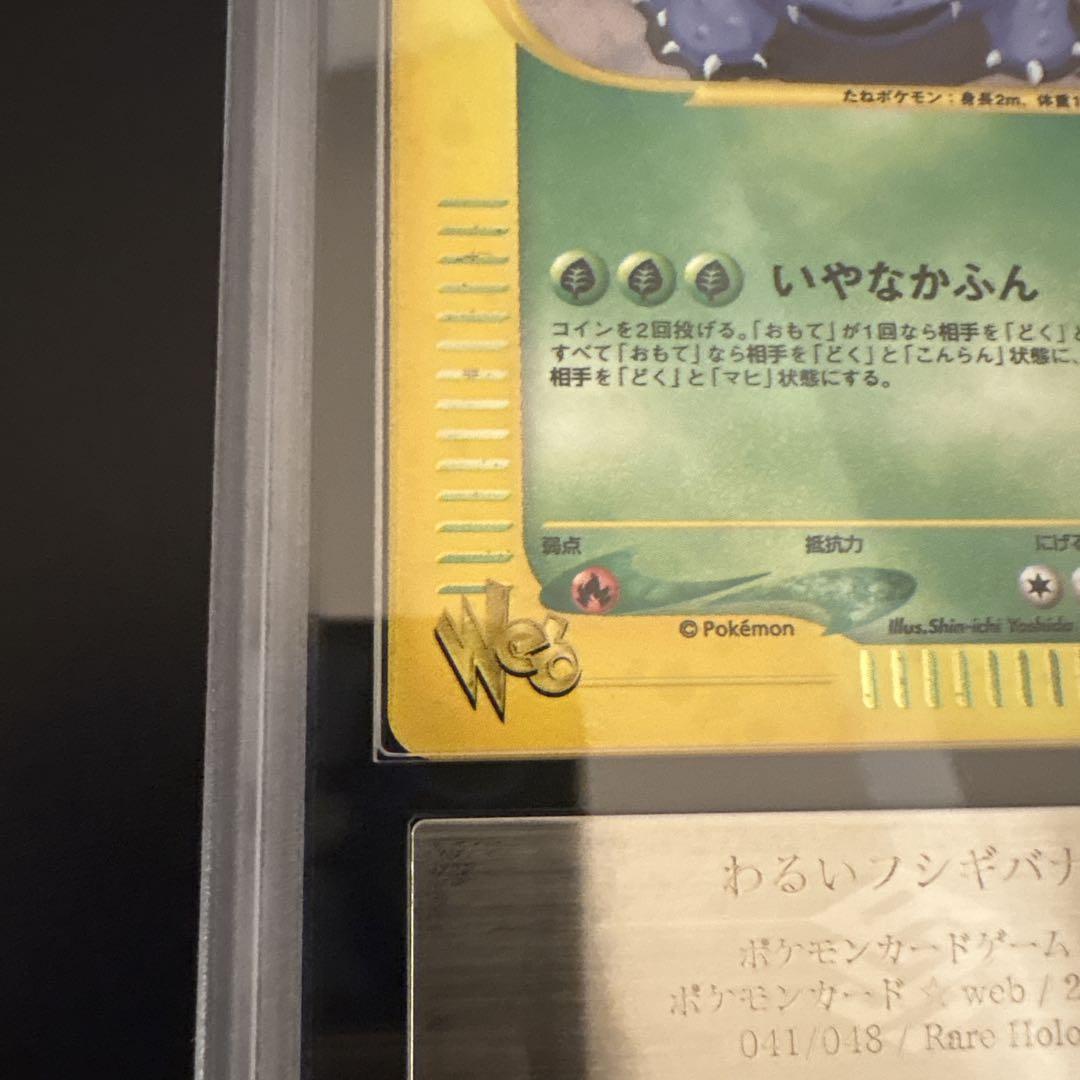 たねポケモン：身長2m、体重1
いやなかふん
コインを2回投げる。「おもて」が1回なら相手を「どく」と
すべて「おもて」なら相手を「どく」と「こんらん」状態に、
相手を「どく」と「マヒ」状態にする。
弱点 抵抗力 にげる
©Pokémon Illus.Shin-ichi Yoshida
Web
わるいフシギバナ
ポケモンカードゲーム
ポケモンカード☆web / 2
041/048 / Rare Holo